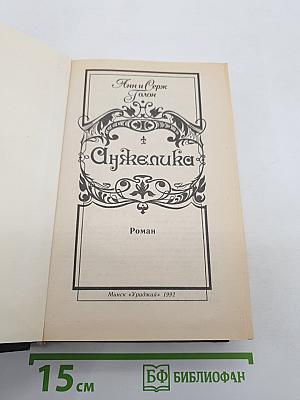 Анн и Серж
Голон
Анжелика
Роман
Минск «Ураджай» 1992
15 см
БФ БИБЛИОФАН